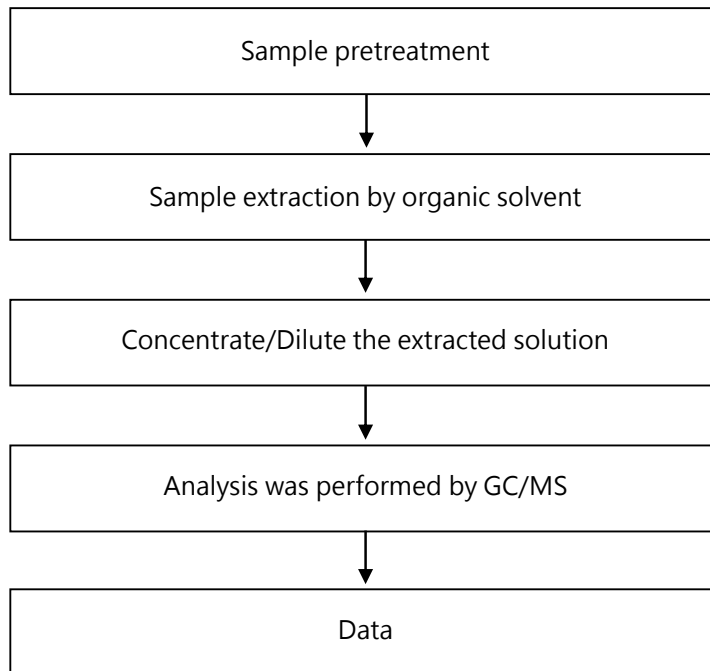 Sample pretreatment
Sample extraction by organic solvent
Concentrate/Dilute the extracted solution
Analysis was performed by GC/MS
Data